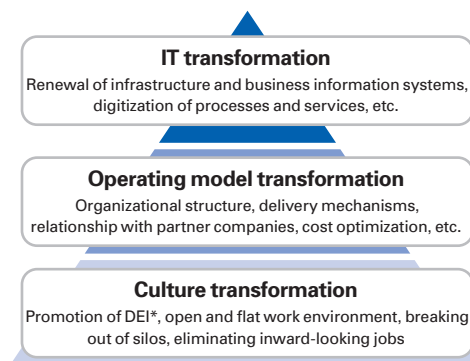 IT transformation
Renewal of infrastructure and business information systems,
digitization of processes and services, etc.
Operating model transformation
Organizational structure, delivery mechanisms,
relationship with partner companies, cost optimization, etc.
Culture transformation
Promotion of DEI*, open and flat work environment, breaking
out of silos, eliminating inward-looking jobs